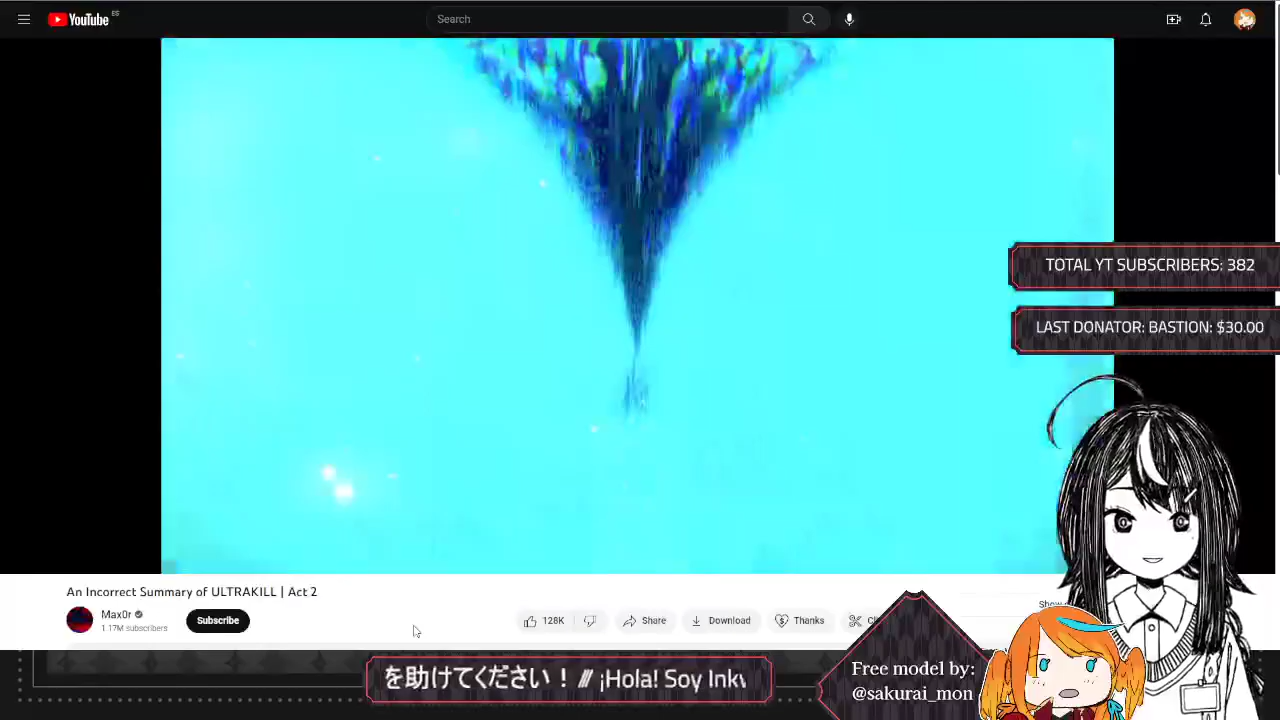 YouTube ES
Search
TOTAL YT SUBSCRIBERS: 382
LAST DONATOR: BASTION: $30.00
An Incorrect Summary of ULTRAKILL | Act 2
Max0r
1.17M subscribers
Subscribe
128K
Share
Download
Thanks
Show
を助けてください！ /// ¡Hola! Soy Inkv
Free model by:
@sakurai_mon